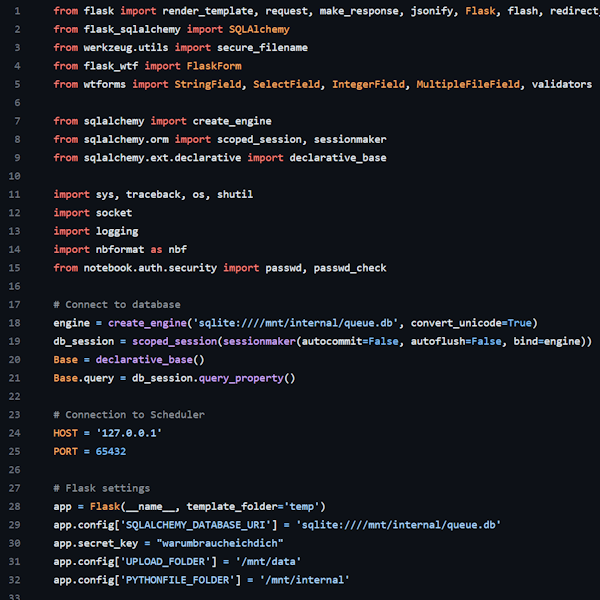 1 from flask import render_template, request, make_response, jsonify, Flask, flash, redirect,
2 from flask_sqlalchemy import SQLAlchemy
3 from werkzeug.utils import secure_filename
4 from flask_wtf import FlaskForm
5 from wtforms import StringField, SelectField, IntegerField, MultipleFileField, validators
6
7 from sqlalchemy import create_engine
8 from sqlalchemy.orm import scoped_session, sessionmaker
9 from sqlalchemy.ext.declarative import declarative_base
10
11 import sys, traceback, os, shutil
12 import socket
13 import logging
14 import nbformat as nbf
15 from notebook.auth.security import passwd, passwd_check
16
17 # Connect to database
18 engine = create_engine('sqlite:////mnt/internal/queue.db', convert_unicode=True)
19 db_session = scoped_session(sessionmaker(autocommit=False, autoflush=False, bind=engine))
20 Base = declarative_base()
21 Base.query = db_session.query_property()
22
23 # Connection to Scheduler
24 HOST = '127.0.0.1'
25 PORT = 65432
26
27 # Flask settings
28 app = Flask(__name__, template_folder='temp')
29 app.config['SQLALCHEMY_DATABASE_URI'] = 'sqlite:////mnt/internal/queue.db'
30 app.secret_key = "warumbraucheichdich"
31 app.config['UPLOAD_FOLDER'] = '/mnt/data'
32 app.config['PYTHONFILE_FOLDER'] = '/mnt/internal'
33